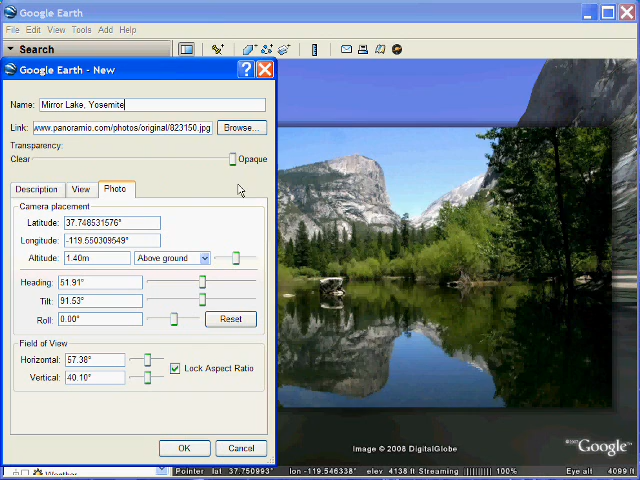 Google Earth
File Edit View Tools Add Help
Search
Google Earth - New
Name: Mirror Lake, Yosemite
Link: www.panoramio.com/photos/original/823150.jpg Browse...
Transparency:
Clear Opaque
Description View Photo
Camera placement
Latitude: 37.748531576°
Longitude: -119.550309549°
Altitude: 1.40m Above ground
Heading: 51.91°
Tilt: 91.53°
Roll: 0.00° Reset
Field of View
Horizontal: 57.38°
Vertical: 40.10°
Lock Aspect Ratio
OK Cancel
Image © 2008 DigitalGlobe
Google
Weather
Pointer lat 37.750993° lon -119.546338° elev 4138 ft Streaming |||||||||| 100% Eye alt 4099 ft